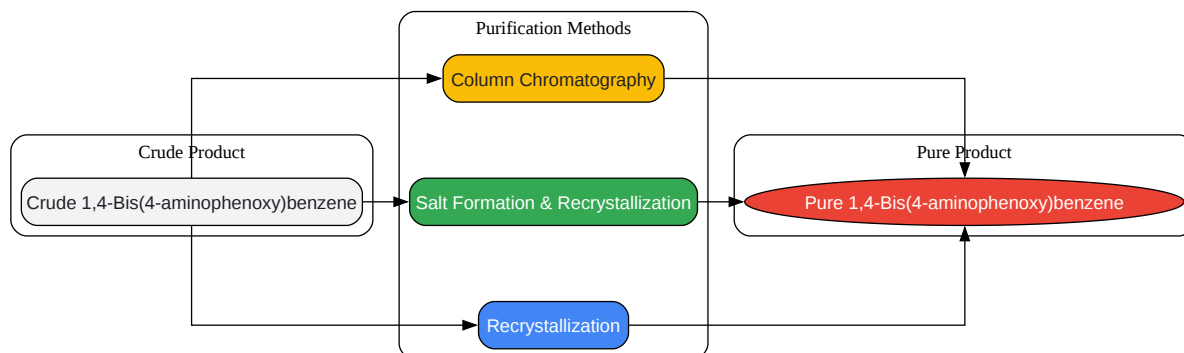 Purification Methods
Column Chromatography
Crude Product
Crude 1,4-Bis(4-aminophenoxy)benzene
Salt Formation & Recrystallization
Pure Product
Pure 1,4-Bis(4-aminophenoxy)benzene
Recrystallization